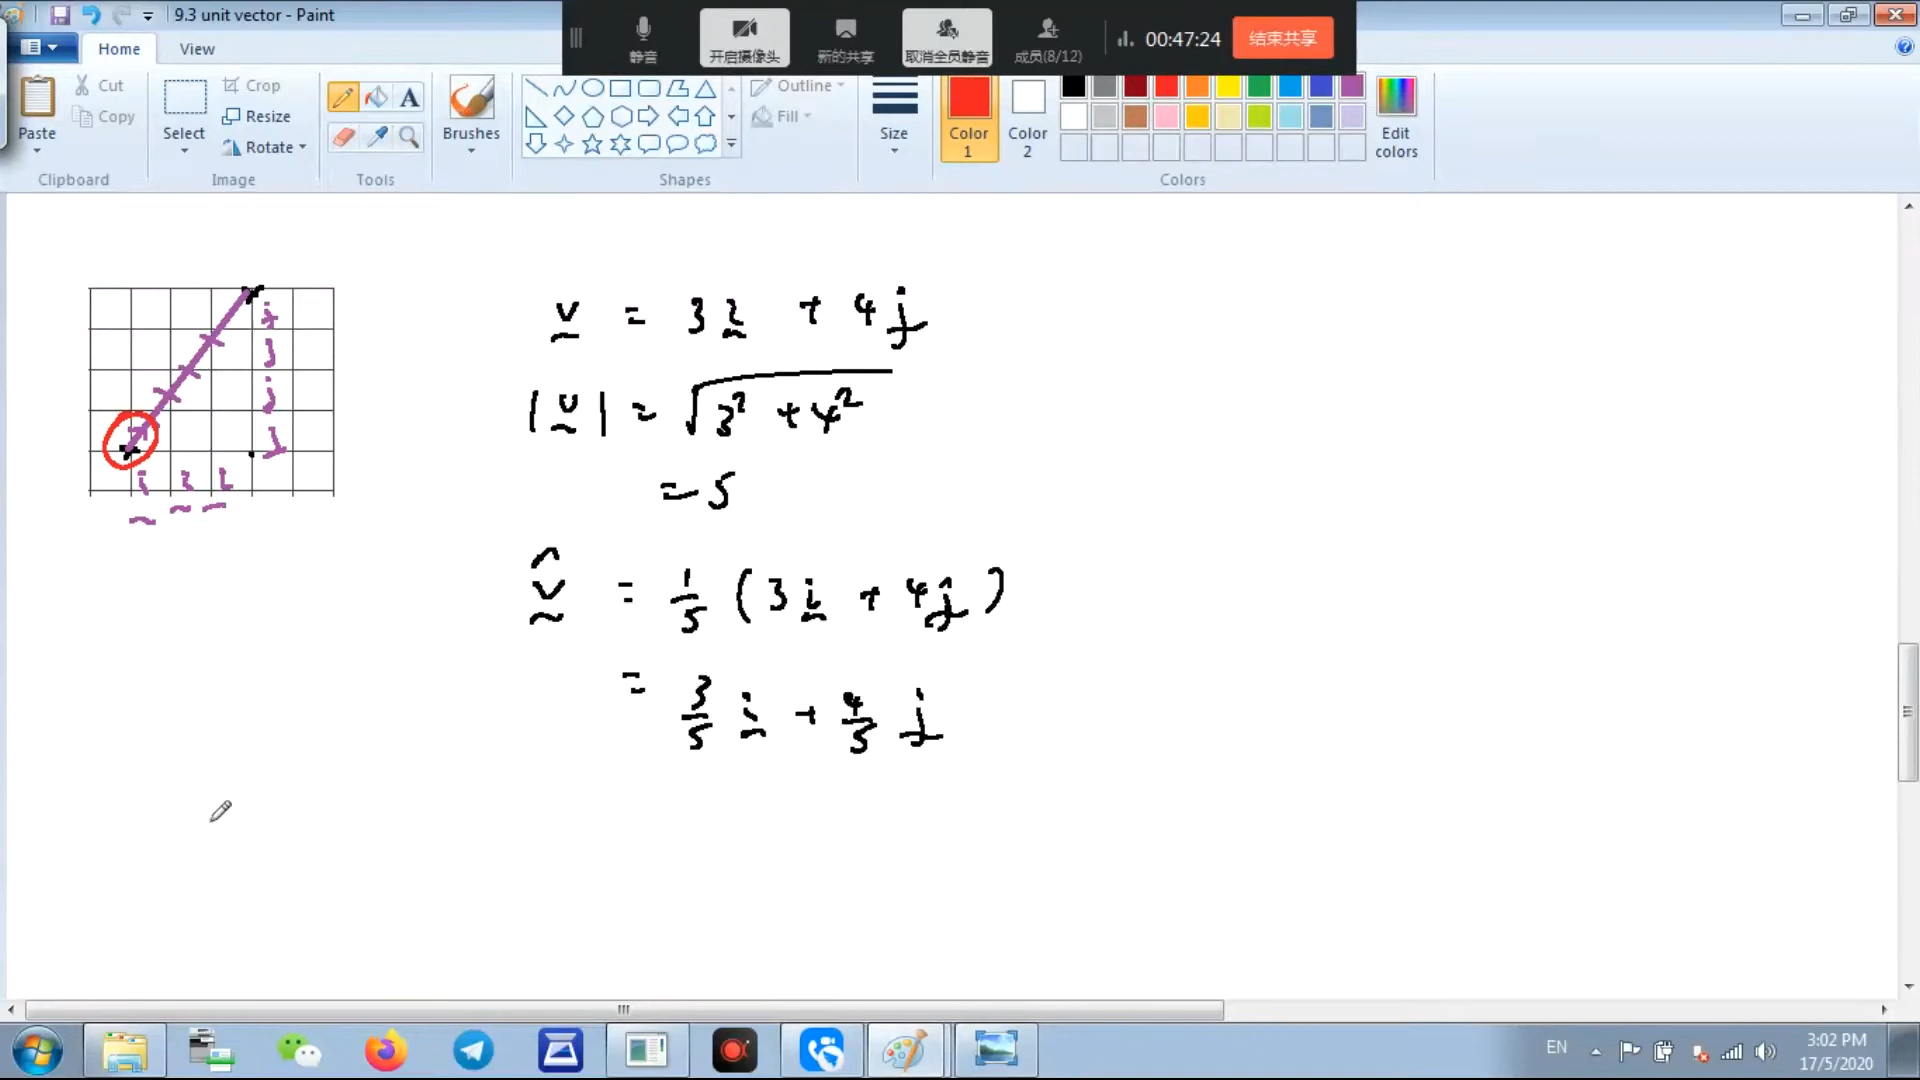 9.3 unit vector - Paint
静音
开启摄像头
新的共享
取消全员静音
成员(8/12)
00:47:24
结束共享
Home
View
Paste
Cut
Copy
Clipboard
Select
Crop
Resize
Rotate
Image
A
Tools
Brushes
Outline
Fill
Shapes
Size
Color 1
Color 2
Edit colors
Colors
v = 3i + 4j
|v| = √3² + 4²
= 5
v̂ = 1/5 (3i + 4j)
= 3/5 i + 4/5 j
j
j
j
j
i i i
EN
3:02 PM
17/5/2020